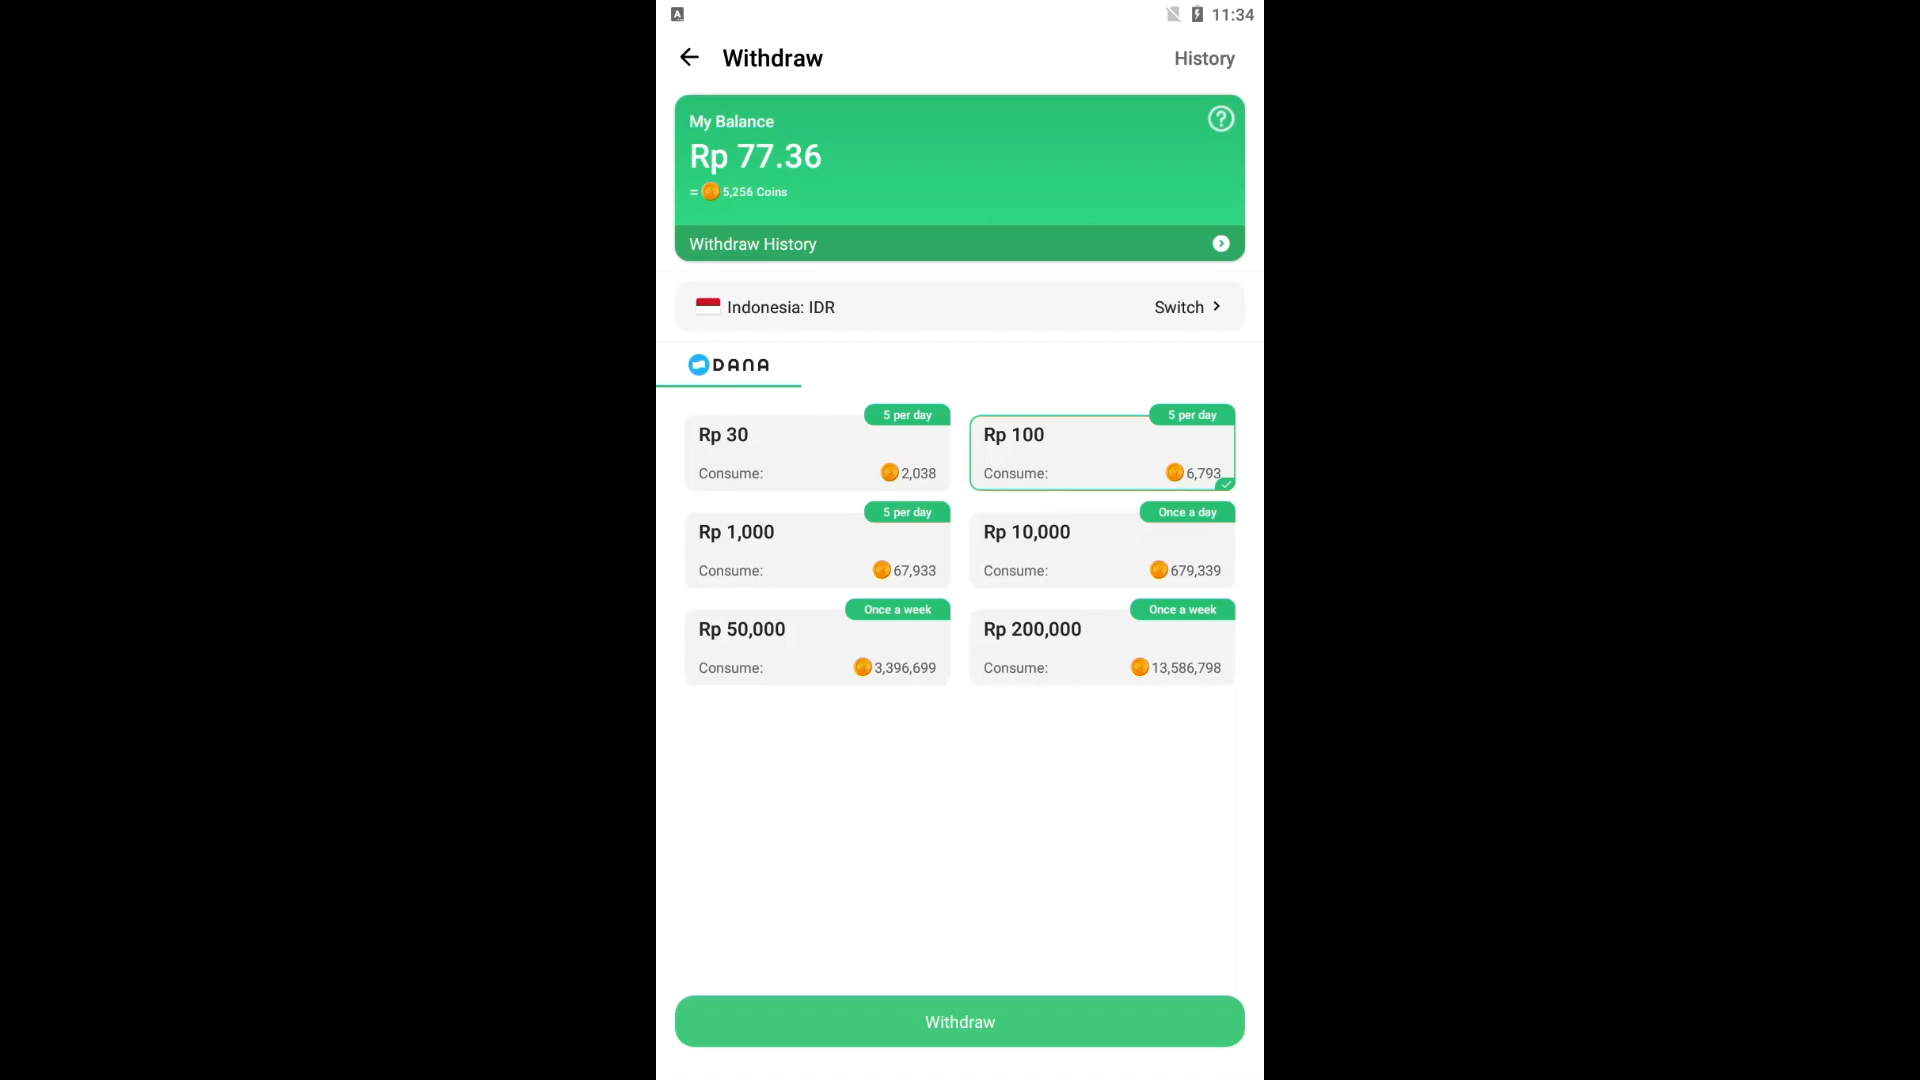 A 11:34
Withdraw History
My Balance ?
Rp 77.36
= 5,256 Coins
Withdraw History
Indonesia: IDR Switch
DANA
5 per day
Rp 30
Consume: 2,038
5 per day
Rp 100
Consume: 6,793
5 per day
Rp 1,000
Consume: 67,933
Once a day
Rp 10,000
Consume: 679,339
Once a week
Rp 50,000
Consume: 3,396,699
Once a week
Rp 200,000
Consume: 13,586,798
Withdraw